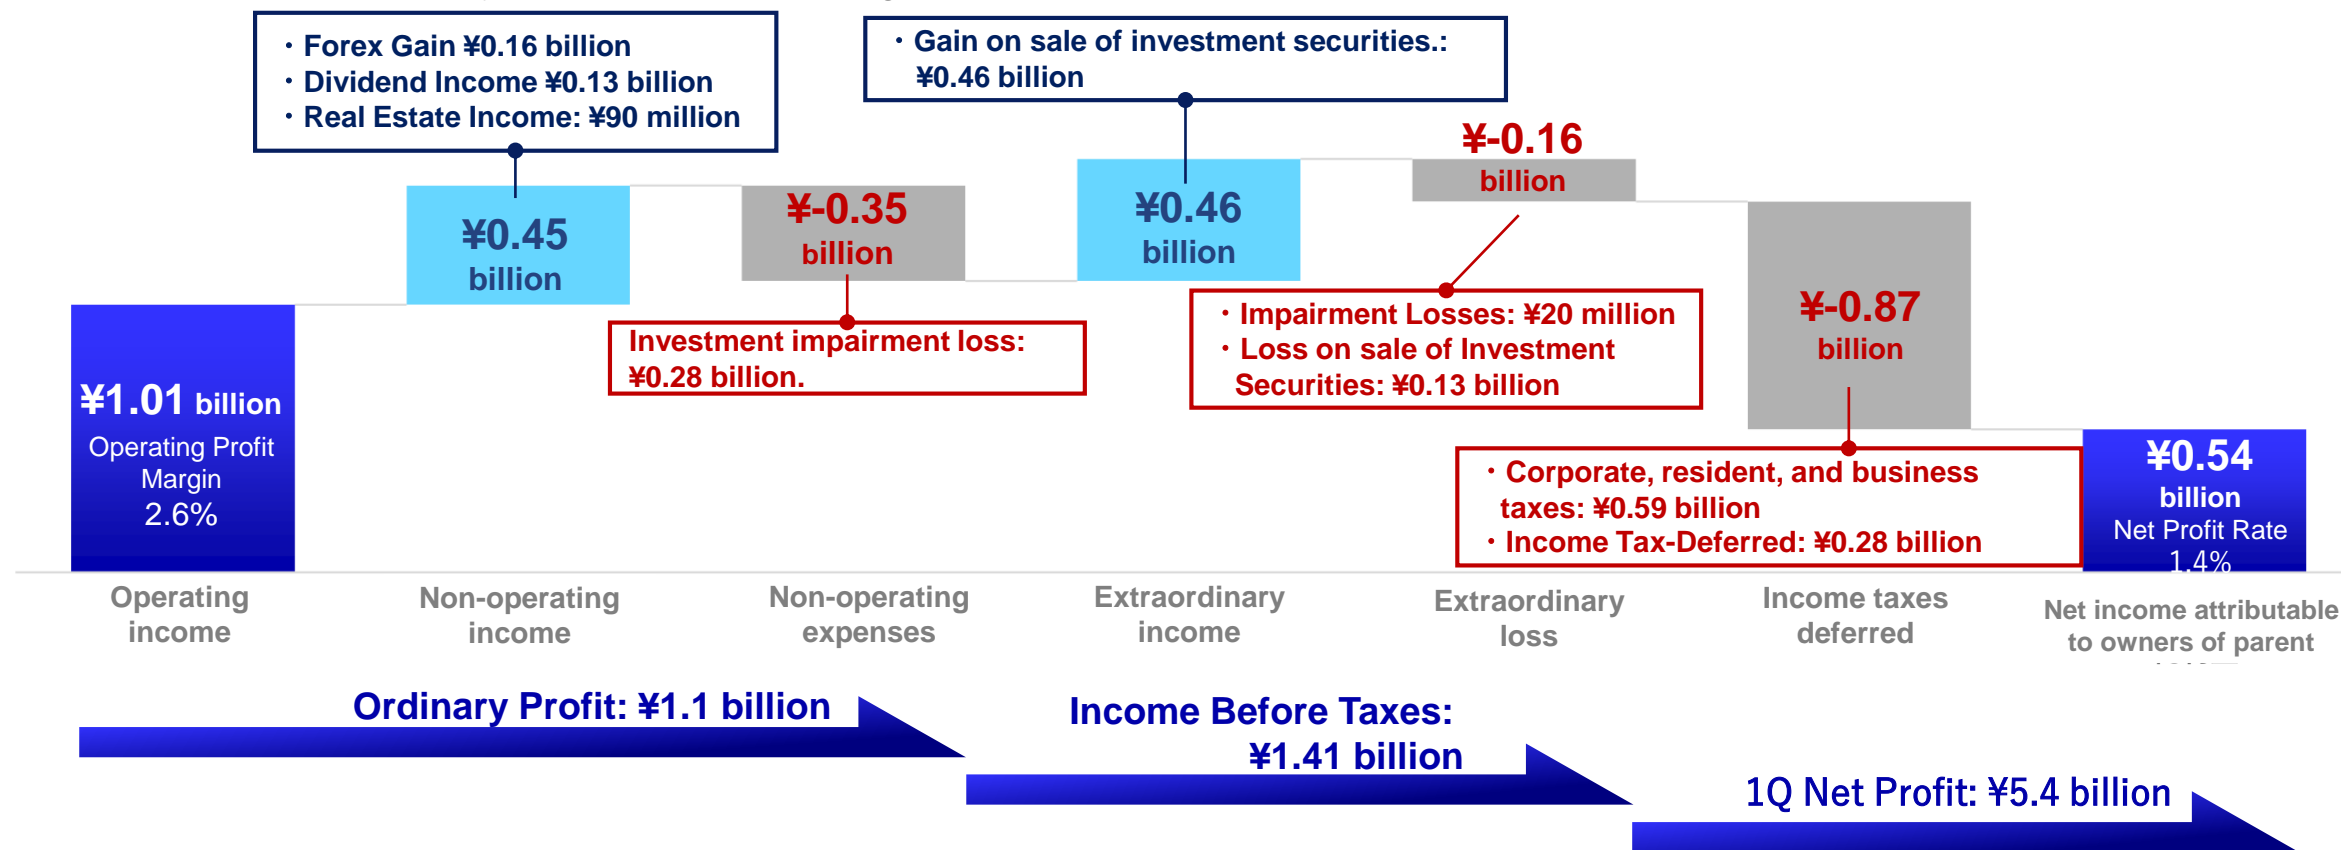 ・Forex Gain ¥0.16 billion
・Dividend Income ¥0.13 billion
・Real Estate Income: ¥90 million
・Gain on sale of investment securities.:
¥0.46 billion
¥-0.16
billion
¥0.45
billion
¥-0.35
billion
¥0.46
billion
Investment impairment loss:
¥0.28 billion.
・Impairment Losses: ¥20 million
・Loss on sale of Investment
Securities: ¥0.13 billion
¥-0.87
billion
¥1.01 billion
Operating Profit
Margin
2.6%
・Corporate, resident, and business
taxes: ¥0.59 billion
・Income Tax-Deferred: ¥0.28 billion
¥0.54
billion
Net Profit Rate
1.4%
Operating
income
Non-operating
income
Non-operating
expenses
Extraordinary
income
Extraordinary
loss
Income taxes
deferred
Net income attributable
to owners of parent
Ordinary Profit: ¥1.1 billion
Income Before Taxes:
¥1.41 billion
1Q Net Profit: ¥5.4 billion